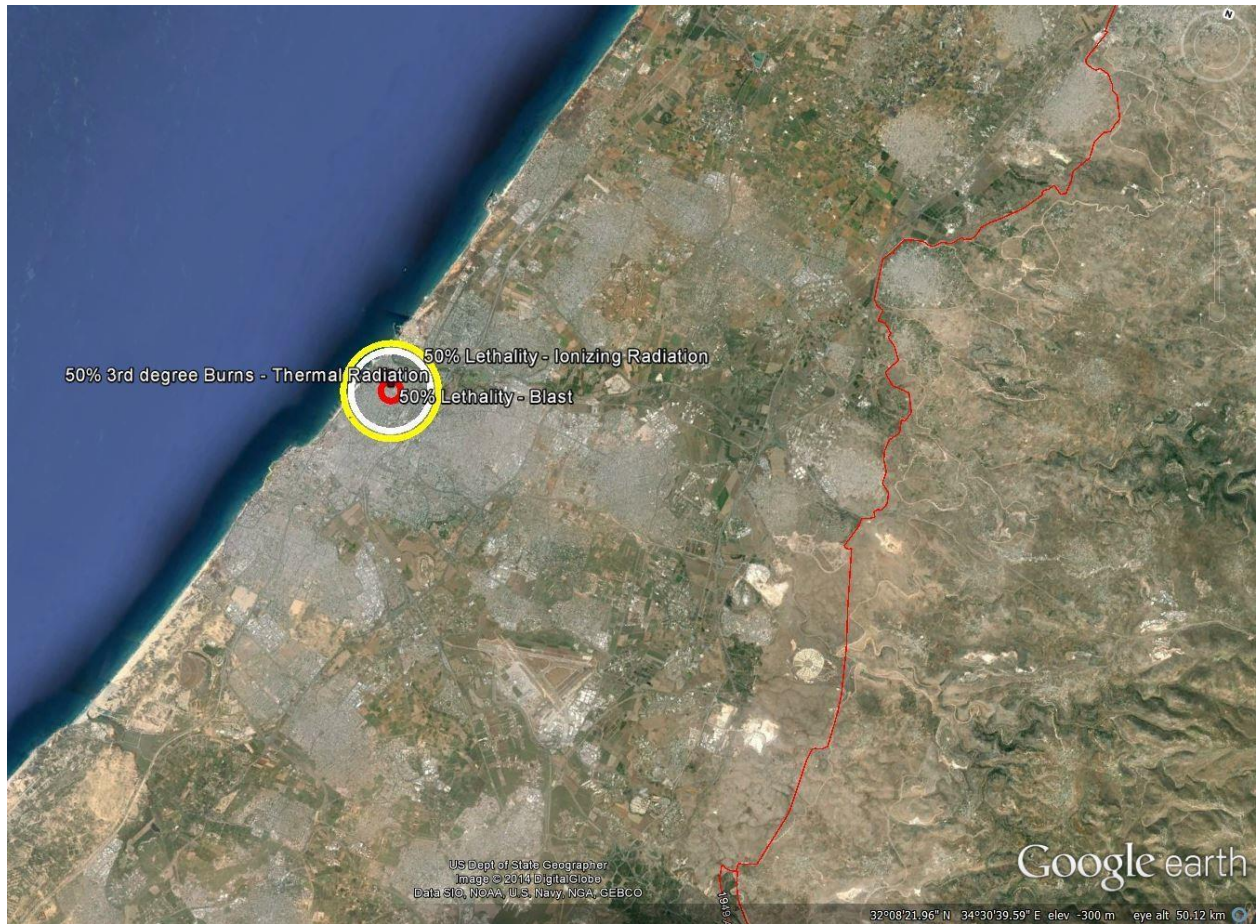 N
50% Lethality - Ionizing Radiation
50% 3rd degree Burns - Thermal Radiation
50% Lethality - Blast
US Dept of State Geographer
Image © 2014 DigitalGlobe
Data SIO, NOAA, U.S. Navy, NGA, GEBCO
1949
Google earth
32°08'21.96" N 34°30'39.59" E elev -300 m eye alt 50.12 km